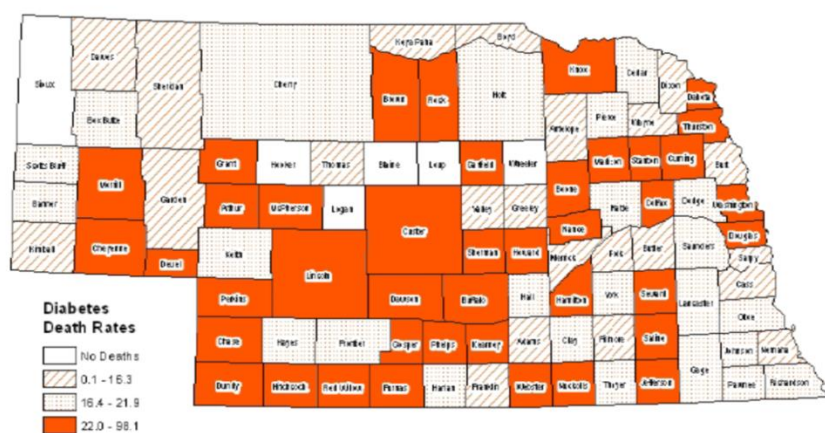 Keya Paha Boyd
Dawes Knox
Sioux Sheridan Cherry Cedar
Brown Rock Holt Dixon Dakota
Box Butte Pierce Wayne Thurston
Antelope
Scotts Bluff Grant Hooker Thomas Blaine Loup Garfield Wheeler Madison Stanton Cuming Burt
Morrill Garden Boone
Banner Arthur McPherson Logan Valley Greeley Platte Colfax Dodge Washington
Custer Nance Douglas
Kimball Cheyenne Keith Sherman Howard Merrick Polk Butler Saunders Sarpy
Deuel Lincoln
Cass
Perkins Dawson Buffalo Hall Hamilton York Seward Lancaster
Otoe
Diabetes
Death Rates
Chase Hayes Frontier Gosper Phelps Kearney Adams Clay Fillmore Saline Johnson Nemaha
No Deaths
Gage
0.1 - 16.3
Dundy Hitchcock Red Willow Furnas Harlan Franklin Webster Nuckolls Thayer Jefferson Pawnee Richardson
16.4 - 21.9
22.0 - 98.1